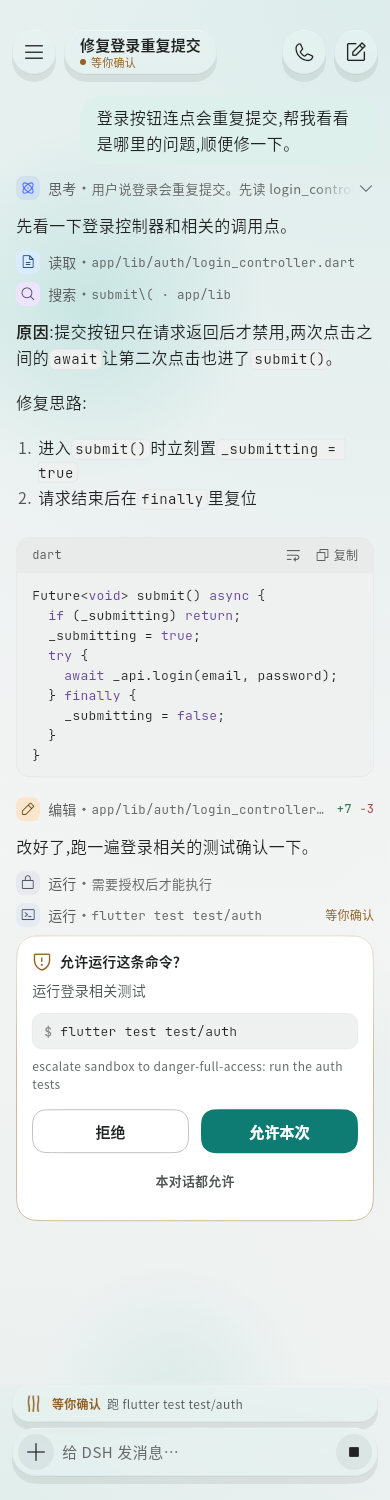 修复登录重复提交
等你确认
登录按钮连点会重复提交,帮我看看
是哪里的问题,顺便修一下。
思考 · 用户说登录会重复提交。先读 login_contro
先看一下登录控制器和相关的调用点。
读取 · app/lib/auth/login_controller.dart
搜索 · submit\( · app/lib
原因:提交按钮只在请求返回后才禁用,两次点击之
间的 await 让第二次点击也进了 submit()。
修复思路:
1. 进入 submit() 时立刻置 _submitting =
true
2. 请求结束后在 finally 里复位
dart 复制
Future<void> submit() async {
  if (_submitting) return;
  _submitting = true;
  try {
    await _api.login(email, password);
  } finally {
    _submitting = false;
  }
}
编辑 · app/lib/auth/login_controller… +7 -3
改好了,跑一遍登录相关的测试确认一下。
运行 · 需要授权后才能执行
运行 · flutter test test/auth 等你确认
允许运行这条命令?
运行登录相关测试
$ flutter test test/auth
escalate sandbox to danger-full-access: run the auth
tests
拒绝 允许本次
本对话都允许
等你确认 跑 flutter test test/auth
给 DSH 发消息…